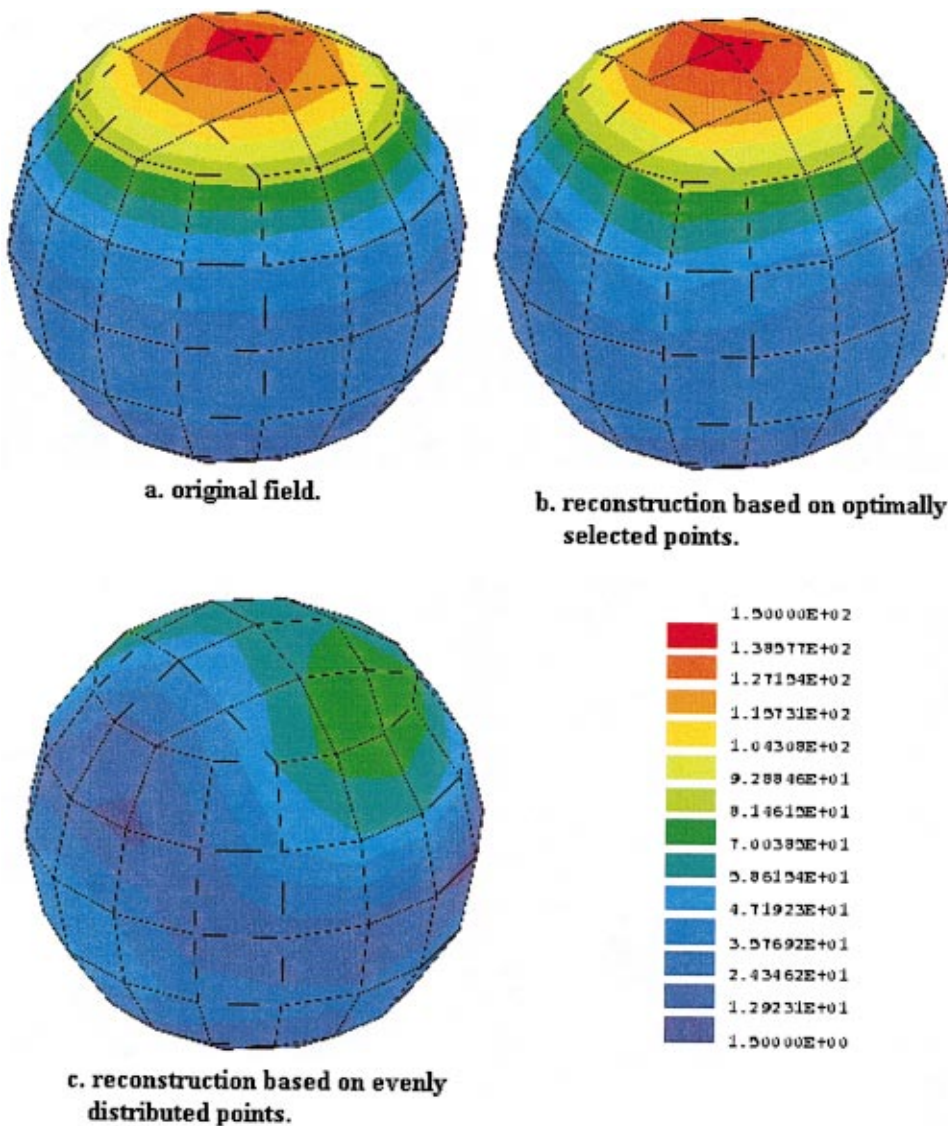 a. original field.
b. reconstruction based on optimally
selected points.
1.50000E+02
1.38577E+02
1.27154E+02
1.15731E+02
1.04308E+02
9.28846E+01
8.14615E+01
7.00385E+01
5.86154E+01
4.71923E+01
3.57692E+01
2.43462E+01
1.29231E+01
1.50000E+00
c. reconstruction based on evenly
distributed points.